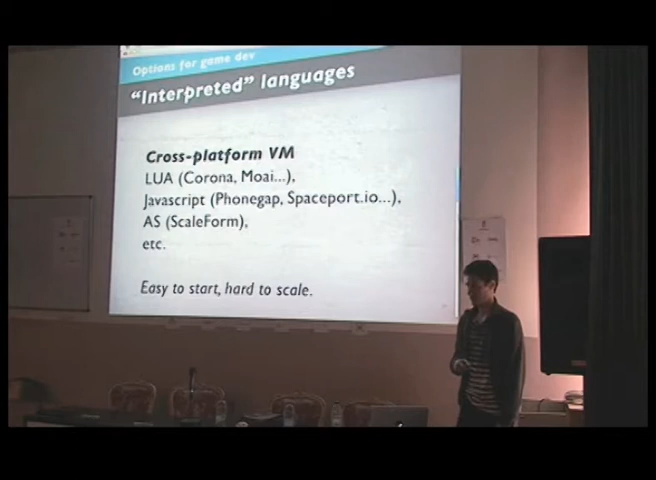 Options for game dev
"Interpreted" languages
Cross-platform VM
LUA (Corona, Moai...),
Javascript (Phonegap, Spaceport.io...),
AS (ScaleForm),
etc.
Easy to start, hard to scale.